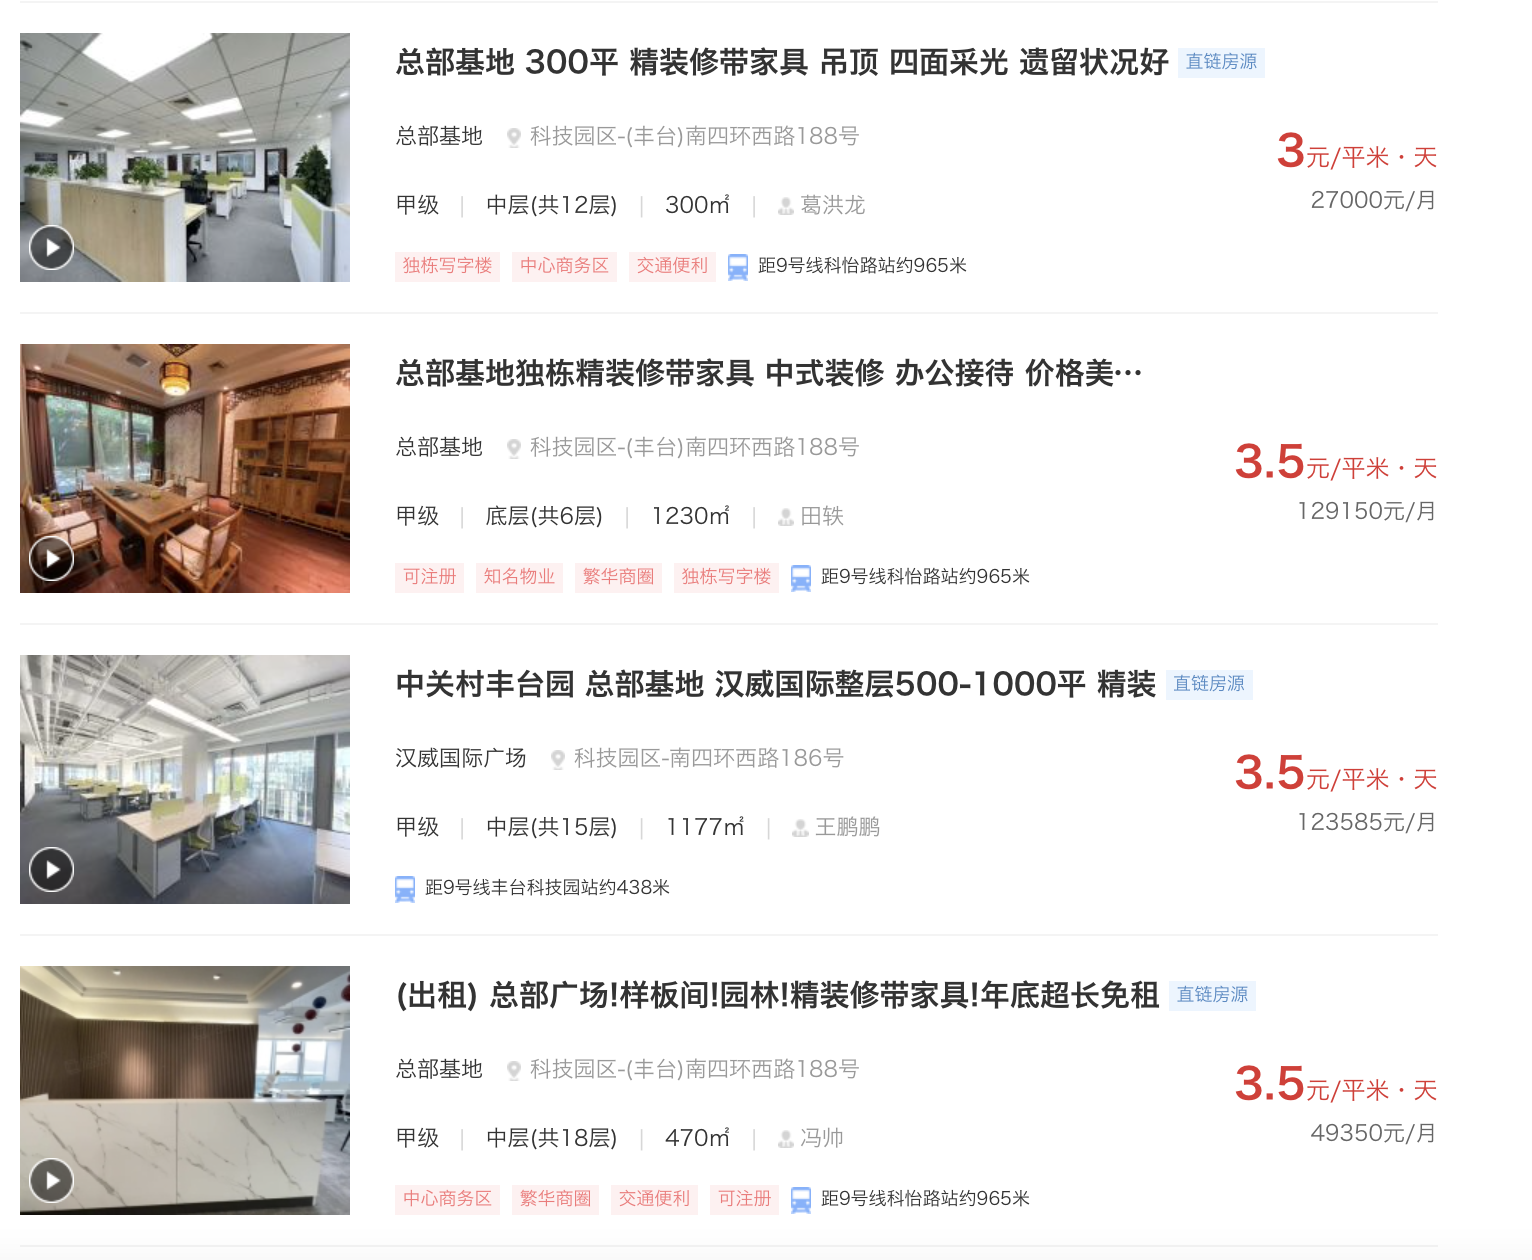 总部基地 300平 精装修带家具 吊顶 四面采光 遗留状况好 直链房源
总部基地 科技园区-(丰台)南四环西路188号
3元/平米·天
27000元/月
甲级 | 中层(共12层) | 300㎡ | 葛洪龙
独栋写字楼 中心商务区 交通便利 距9号线科怡路站约965米
总部基地独栋精装修带家具 中式装修 办公接待 价格美…
总部基地 科技园区-(丰台)南四环西路188号
3.5元/平米·天
129150元/月
甲级 | 底层(共6层) | 1230㎡ | 田轶
可注册 知名物业 繁华商圈 独栋写字楼 距9号线科怡路站约965米
中关村丰台园 总部基地 汉威国际整层500-1000平 精装 直链房源
汉威国际广场 科技园区-南四环西路186号
3.5元/平米·天
123585元/月
甲级 | 中层(共15层) | 1177㎡ | 王鹏鹏
距9号线丰台科技园站约438米
(出租) 总部广场!样板间!园林!精装修带家具!年底超长免租 直链房源
总部基地 科技园区-(丰台)南四环西路188号
3.5元/平米·天
49350元/月
甲级 | 中层(共18层) | 470㎡ | 冯帅
中心商务区 繁华商圈 交通便利 可注册 距9号线科怡路站约965米